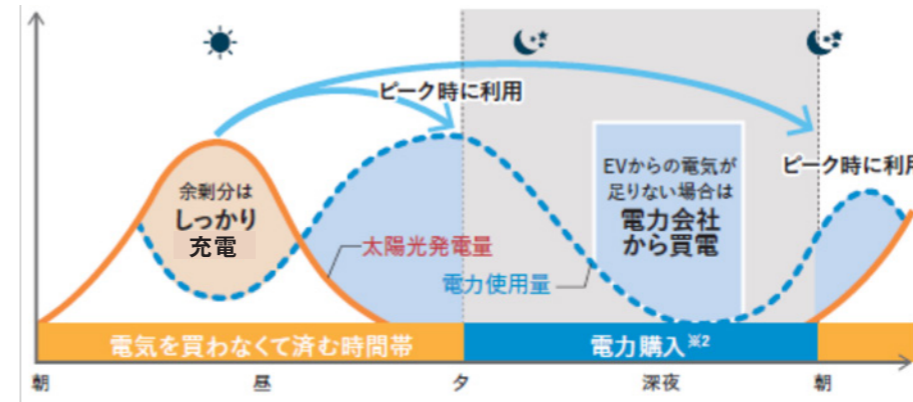 ピーク時に利用
余剰分は
しっかり
充電
EVからの電気が
足りない場合は
電力会社
から買電
ピーク時に利用
太陽光発電量
電力使用量
電気を買わなくて済む時間帯
電力購入※2
朝
昼
夕
深夜
朝